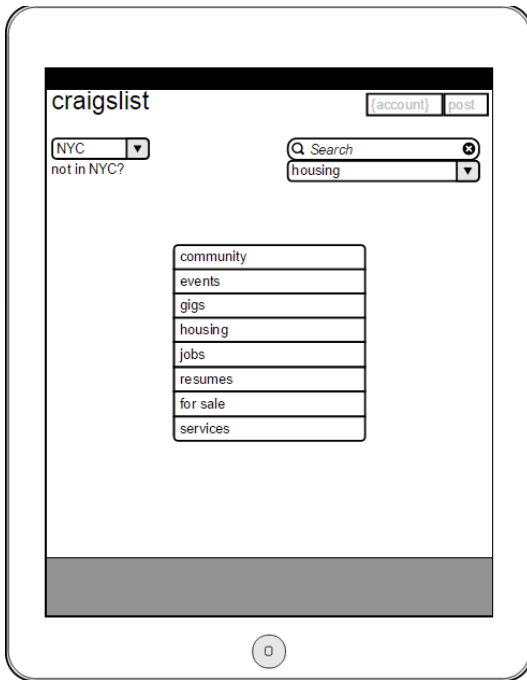 craigslist
{account} post
NYC
Search
not in NYC?
housing
community
events
gigs
housing
jobs
resumes
for sale
services